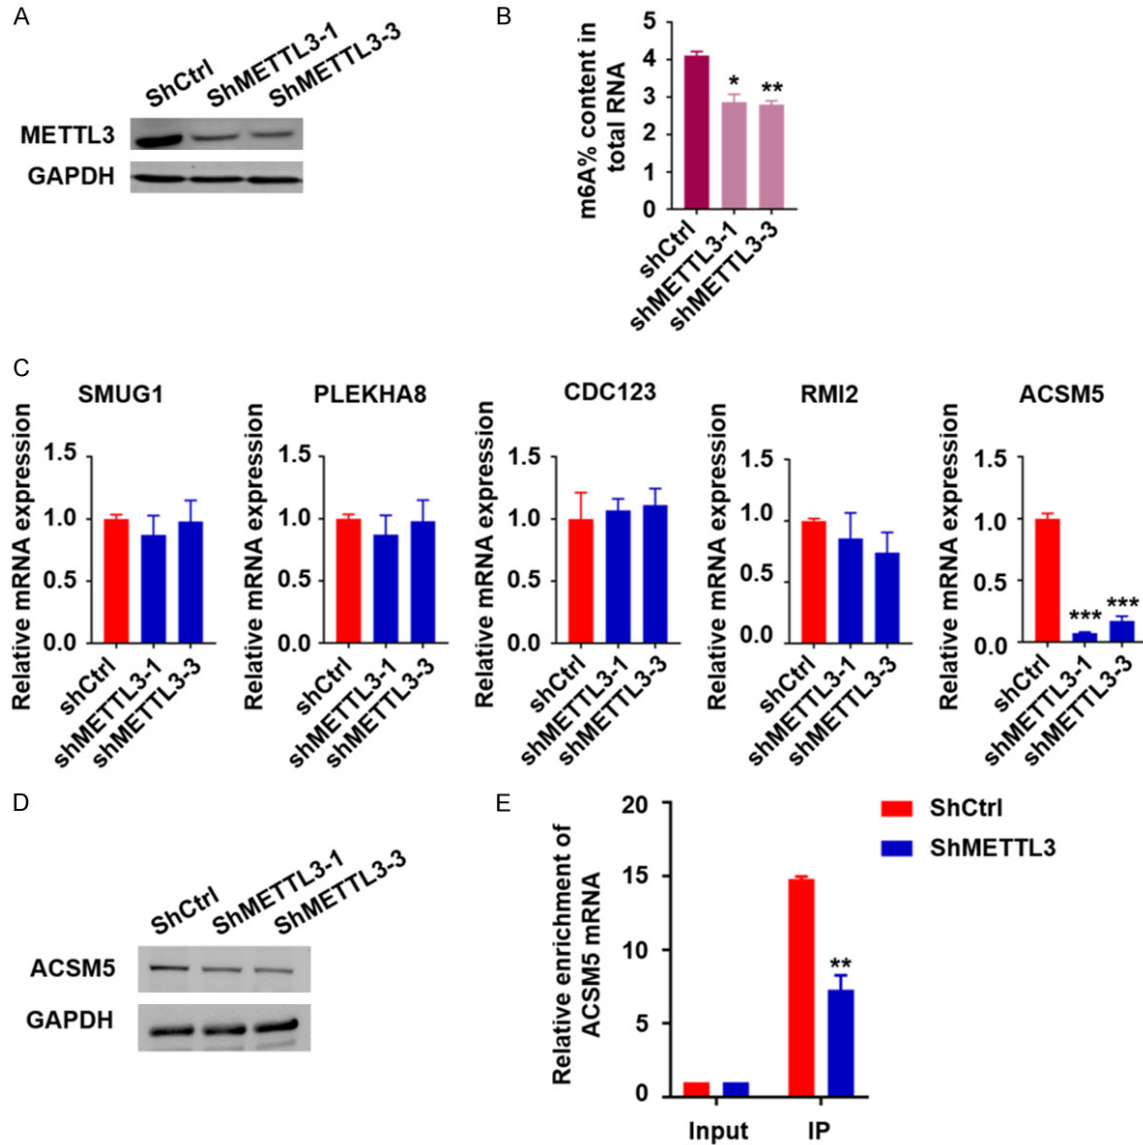 A
ShCtrl
ShMETTL3-1
ShMETTL3-3
METTL3
GAPDH
B
m6A% content in
total RNA
5
4
3
2
1
0
*
**
shCtrl
shMETTL3-1
shMETTL3-3
C
SMUG1
Relative mRNA expression
1.5
1.0
0.5
0.0
shCtrl
shMETTL3-1
shMETTL3-3
PLEKHA8
Relative mRNA expression
1.5
1.0
0.5
0.0
shCtrl
shMETTL3-1
shMETTL3-3
CDC123
Relative mRNA expression
1.5
1.0
0.5
0.0
shCtrl
shMETTL3-1
shMETTL3-3
RMI2
Relative mRNA expression
1.5
1.0
0.5
0.0
shCtrl
shMETTL3-1
shMETTL3-3
ACSM5
Relative mRNA expression
1.5
1.0
0.5
0.0
***
***
shCtrl
shMETTL3-1
shMETTL3-3
D
ShCtrl
ShMETTL3-1
ShMETTL3-3
ACSM5
GAPDH
E
Relative enrichment of
ACSM5 mRNA
20
15
10
5
0
**
Input
IP
ShCtrl
ShMETTL3